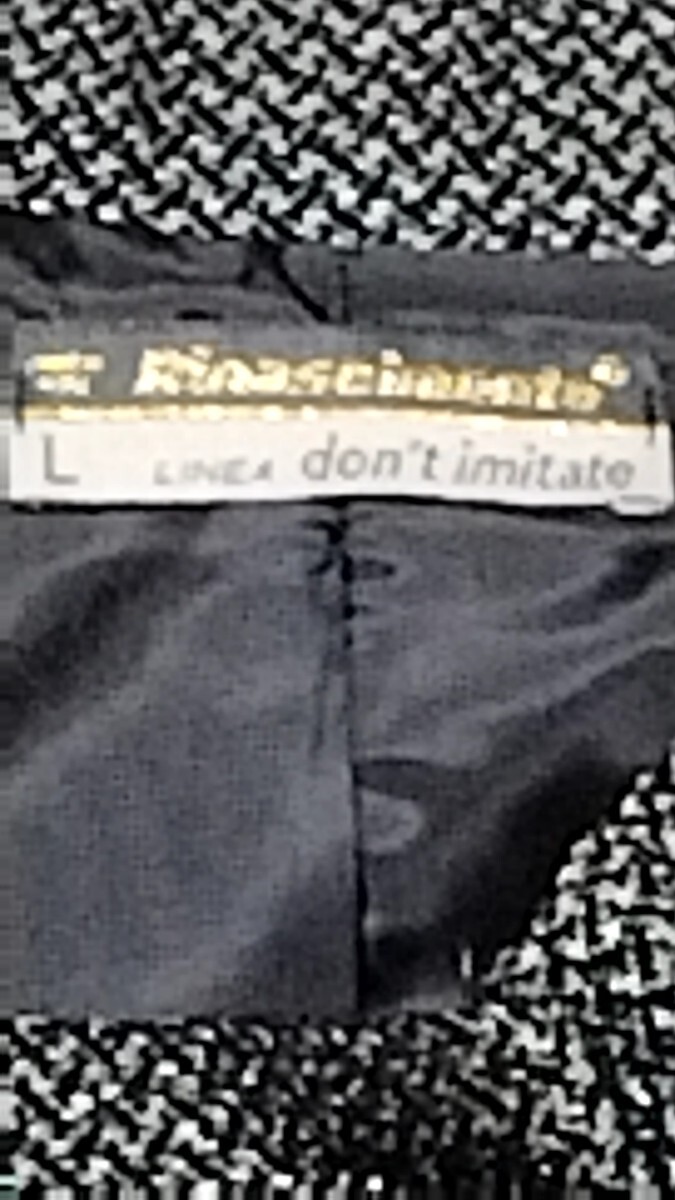 Rinascimento
L LINEA don't imitate